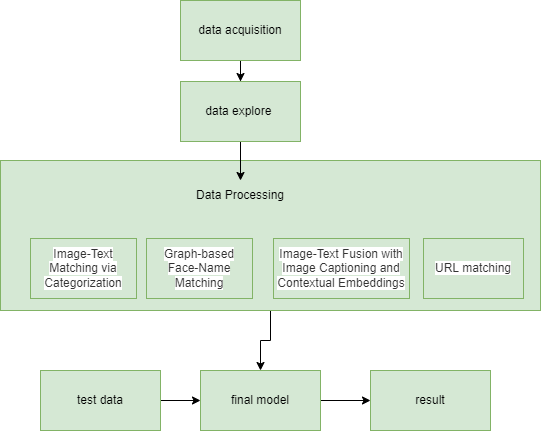 data acquisition
data explore
Data Processing
Image-Text
Matching via
Categorization
Graph-based
Face-Name
Matching
Image-Text Fusion with
Image Captioning and
Contextual Embeddings
URL matching
test data
final model
result